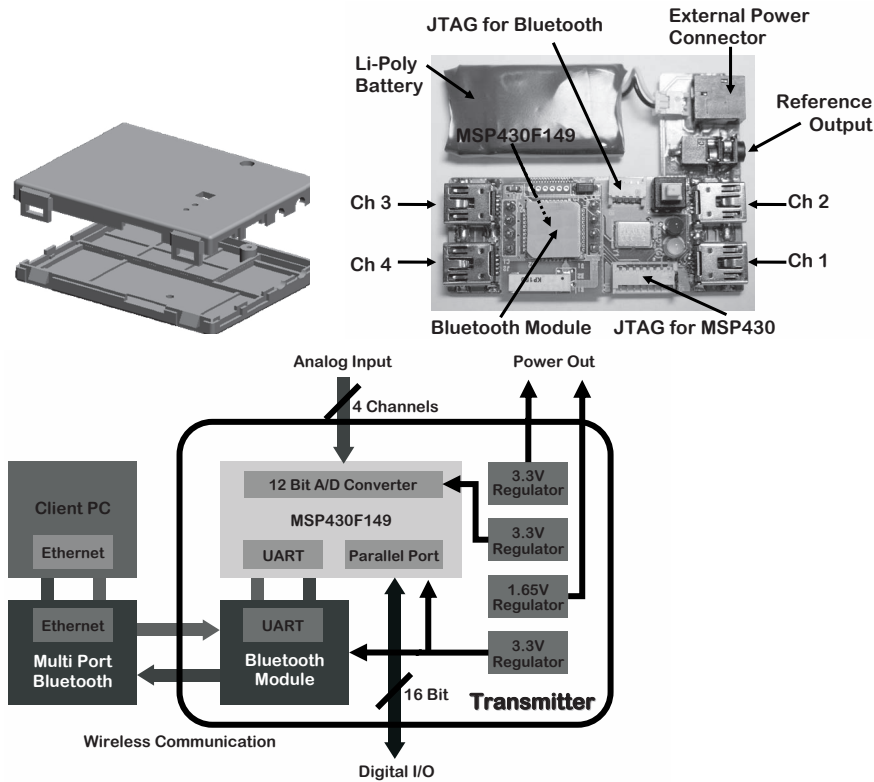 JTAG for Bluetooth
External Power
Connector
Li-Poly
Battery
Reference
Output
MSP430F149
Ch 3
Ch 2
Ch 4
Ch 1
Bluetooth Module
JTAG for MSP430
Analog Input
Power Out
4 Channels
12 Bit A/D Converter
3.3V
Regulator
Client PC
MSP430F149
3.3V
Regulator
Ethernet
UART
Parallel Port
1.65V
Regulator
Ethernet
UART
Multi Port
Bluetooth
Bluetooth
Module
3.3V
Regulator
16 Bit
Transmitter
Wireless Communication
Digital I/O